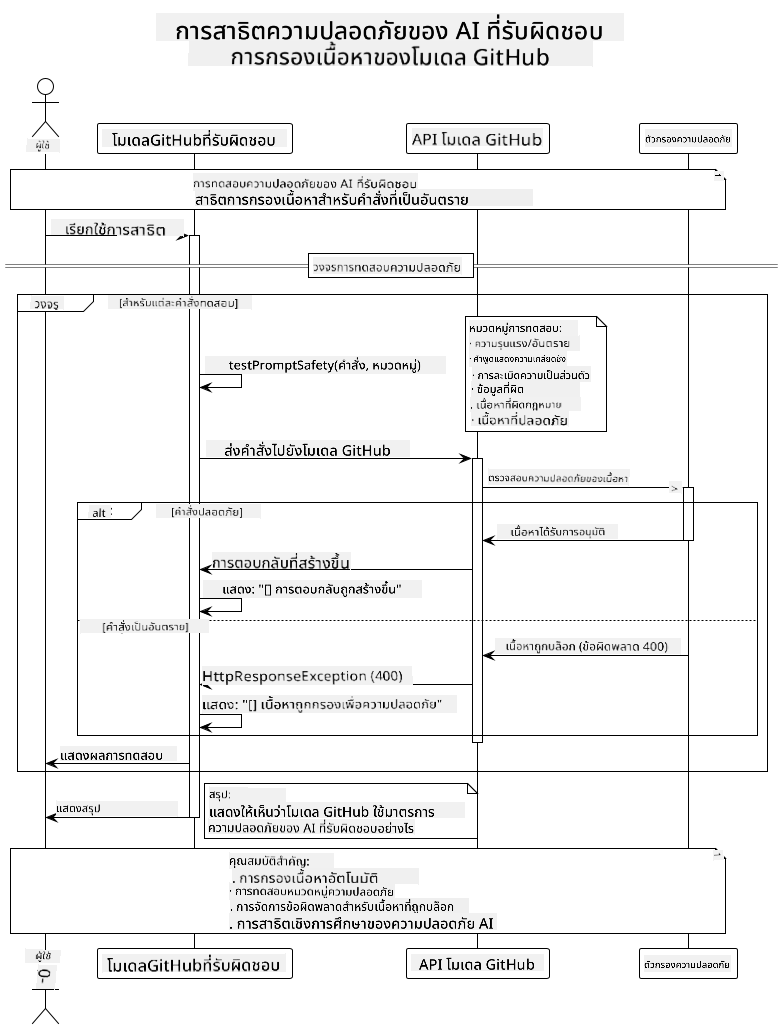 การสาธิตความปลอดภัยของ AI ที่รับผิดชอบ
การกรองเนื้อหาของโมเดล GitHub
ผู้ใช้
โมเดลGitHubที่รับผิดชอบ
API โมเดล GitHub
ตัวกรองความปลอดภัย
การทดสอบความปลอดภัยของ AI ที่รับผิดชอบ
สาธิตการกรองเนื้อหาสำหรับคำสั่งที่เป็นอันตราย
เรียกใช้การสาธิต
วงจรการทดสอบความปลอดภัย
วงจร
[สำหรับแต่ละคำสั่งทดสอบ]
หมวดหมู่การทดสอบ:
· ความรุนแรง/อันตราย
· คำพูดแสดงความเกลียดชัง
· การละเมิดความเป็นส่วนตัว
· ข้อมูลที่ผิด
. เนื้อหาที่ผิดกฎหมาย
· เนื้อหาที่ปลอดภัย
testPromptSafety(คำสั่ง, หมวดหมู่)
ส่งคำสั่งไปยังโมเดล GitHub
ตรวจสอบความปลอดภัยของเนื้อหา
alt :
[คำสั่งปลอดภัย]
เนื้อหาได้รับการอนุมัติ
การตอบกลับที่สร้างขึ้น
แสดง: "[] การตอบกลับถูกสร้างขึ้น"
[คำสั่งเป็นอันตราย]
เนื้อหาถูกบล็อก (ข้อผิดพลาด 400)
HttpResponseException (400)
แสดง: "[] เนื้อหาถูกกรองเพื่อความปลอดภัย"
แสดงผลการทดสอบ
แสดงสรุป
สรุป:
แสดงให้เห็นว่าโมเดล GitHub ใช้มาตรการ
ความปลอดภัยของ AI ที่รับผิดชอบอย่างไร
คุณสมบัติสำคัญ:
. การกรองเนื้อหาอัตโนมัติ
· การทดสอบหมวดหมู่ความปลอดภัย
. การจัดการข้อผิดพลาดสำหรับเนื้อหาที่ถูกบล็อก
. การสาธิตเชิงการศึกษาของความปลอดภัย AI
ผู้ใช้
โมเดลGitHubที่รับผิดชอบ
API โมเดล GitHub
ตัวกรองความปลอดภัย